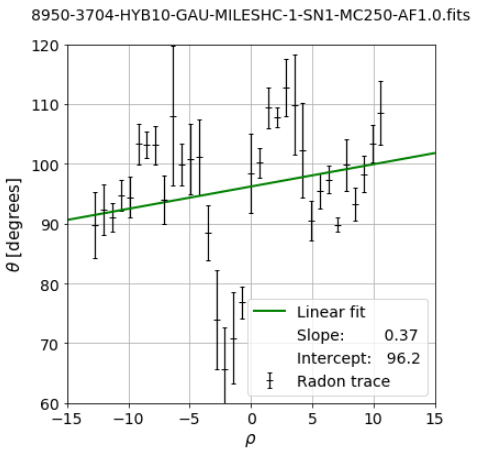 8950-3704-HYB10-GAU-MILESHC-1-SN1-MC250-AF1.0.fits
120
110
100
90
80
70
60
θ [degrees]
Linear fit
Slope: 0.37
Intercept: 96.2
Radon trace
−15 −10 −5 0 5 10 15
ρ